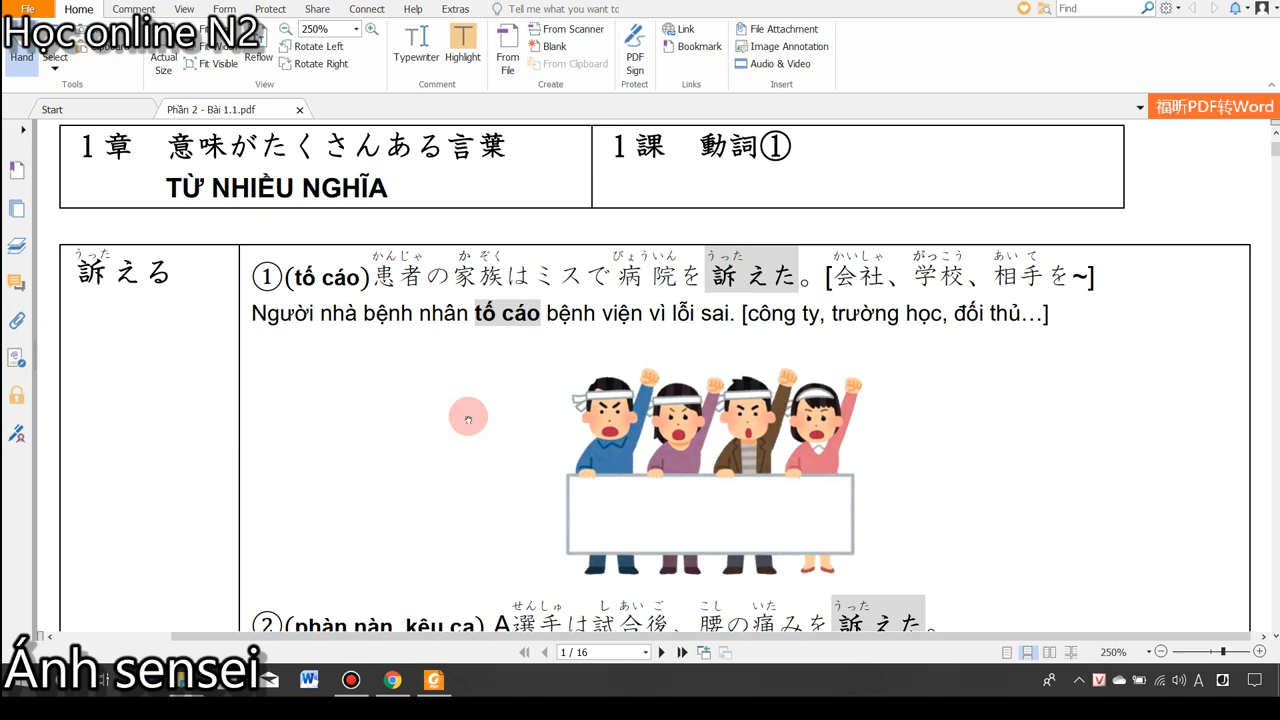 File Home Comment View Form Protect Share Connect Help Extras Tell me what you want tc Find
Học online N2
Hand Select Actual Size Fit Visible Reflow 250% Rotate Left Rotate Right Typewriter Highlight From File From Scanner Blank From Clipboard PDF Sign Link Bookmark File Attachment Image Annotation Audio & Video
Tools View Comment Create Protect Links Insert
Start Phần 2 - Bài 1.1.pdf 福昕PDF转Word
1章 意味がたくさんある言葉 1課 動詞①
TỪ NHIỀU NGHĨA
うった かんじゃ かぞく びょういん うった かいしゃ がっこう あいて
訴える ①(tố cáo)患者の家族はミスで病院を訴えた。[会社、学校、相手を~]
Người nhà bệnh nhân tố cáo bệnh viện vì lỗi sai. [công ty, trường học, đối thủ…]
せんしゅ しあいご こし いた うった
②(phàn nàn, kêu ca) A選手は試合後、腰の痛みを訴えた。
1 / 16 250%
Ánh sensei